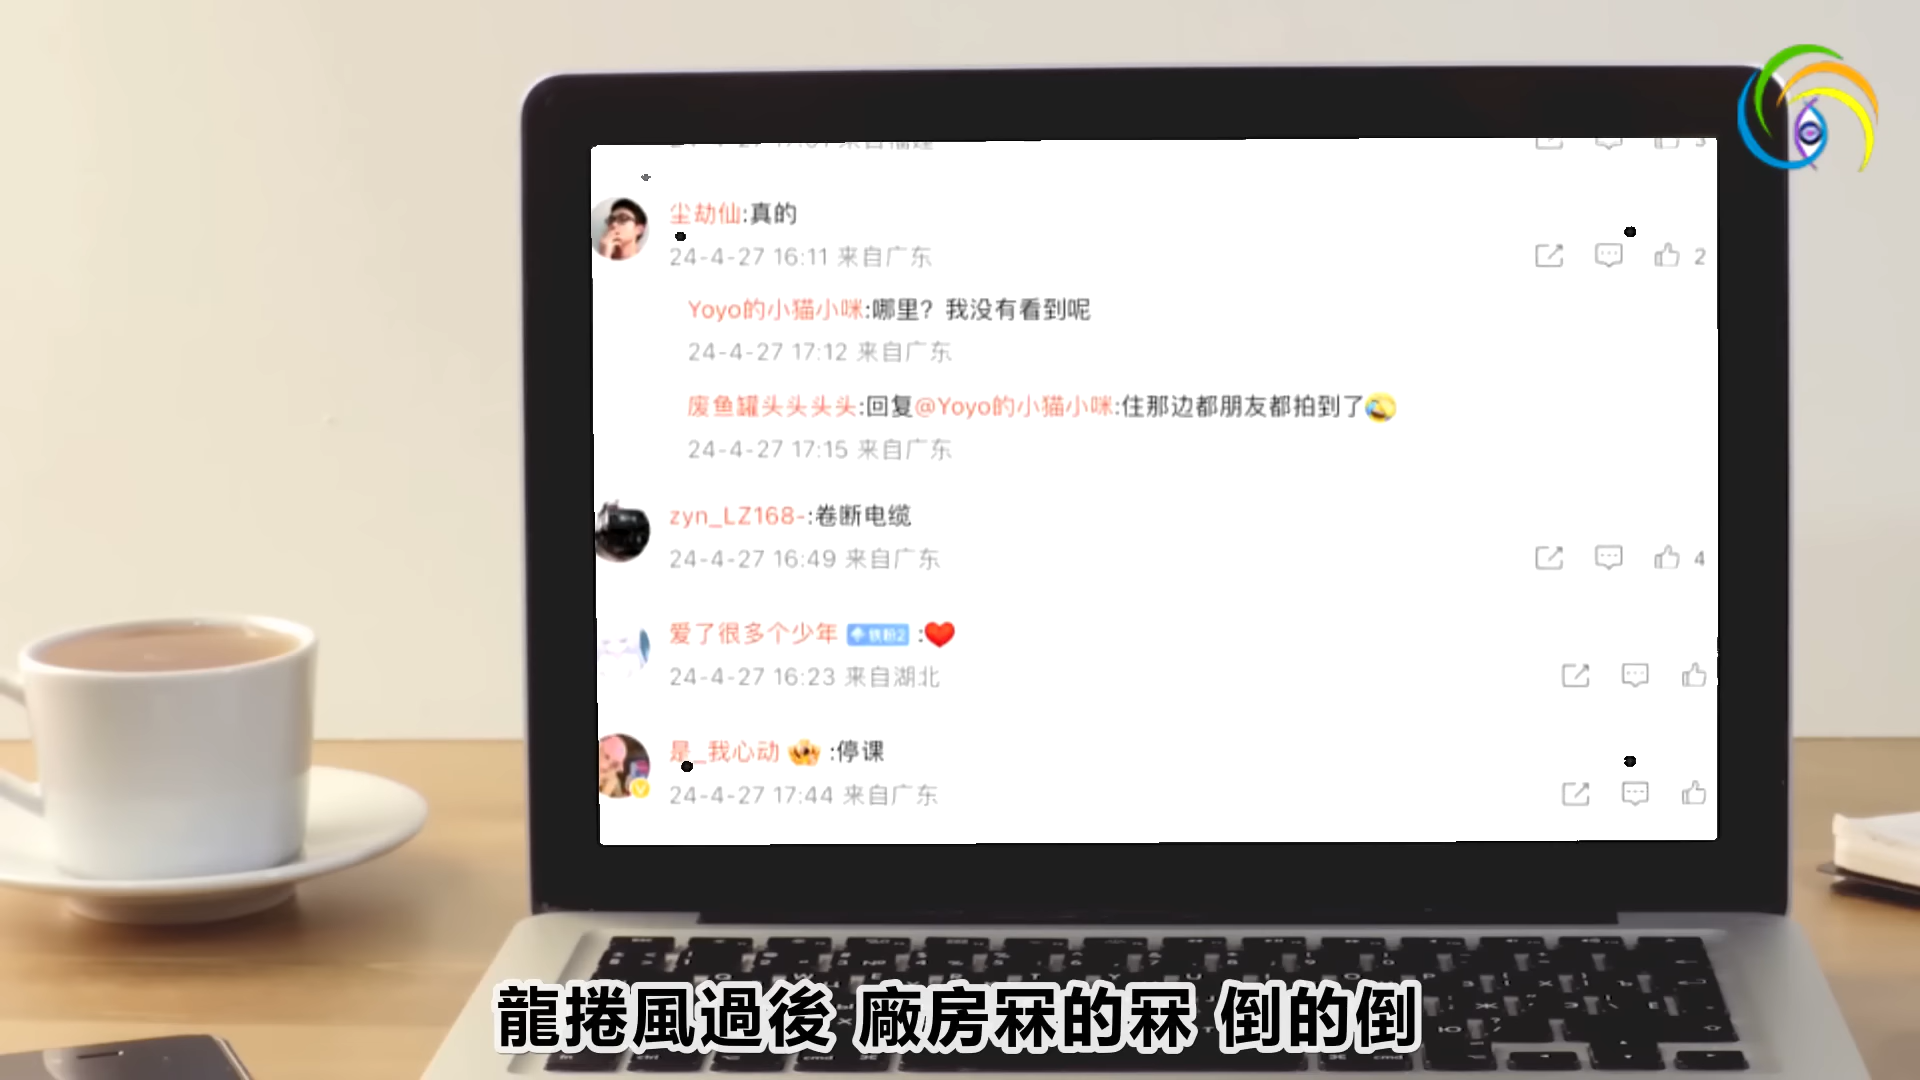 尘劫仙:真的
24-4-27 16:11 来自广东
2
Yoyo的小猫小咪:哪里？我没有看到呢
24-4-27 17:12 来自广东
废鱼罐头头头头:回复@Yoyo的小猫小咪:住那边都朋友都拍到了
24-4-27 17:15 来自广东
zyn_LZ168-:卷断电缆
24-4-27 16:49 来自广东
4
爱了很多个少年 铁粉2 :
24-4-27 16:23 来自湖北
是_我心动 :停课
24-4-27 17:44 来自广东
龍捲風過後 廠房冧的冧 倒的倒